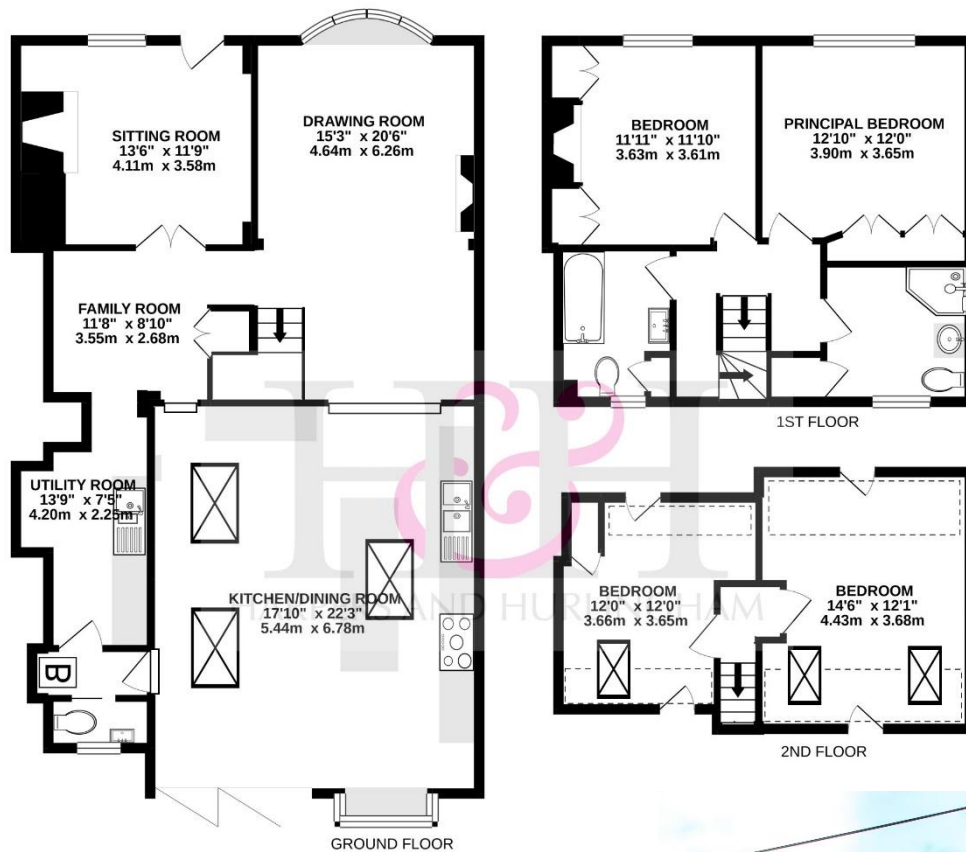 SITTING ROOM
13'6" x 11'9"
4.11m x 3.58m
DRAWING ROOM
15'3" x 20'6"
4.64m x 6.26m
FAMILY ROOM
11'8" x 8'10"
3.55m x 2.68m
UTILITY ROOM
13'9" x 7'5"
4.20m x 2.25m
KITCHEN/DINING ROOM
17'10" x 22'3"
5.44m x 6.78m
B
GROUND FLOOR
BEDROOM
11'11" x 11'10"
3.63m x 3.61m
PRINCIPAL BEDROOM
12'10" x 12'0"
3.90m x 3.65m
1ST FLOOR
BEDROOM
12'0" x 12'0"
3.66m x 3.65m
BEDROOM
14'6" x 12'1"
4.43m x 3.68m
2ND FLOOR
H&H
AND HURLINGHAM